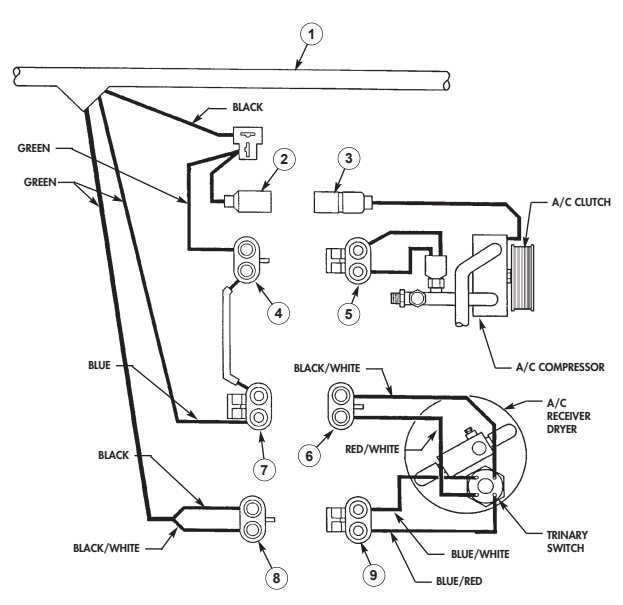 1
BLACK
GREEN
2
3
GREEN
A/C CLUTCH
4
5
A/C COMPRESSOR
BLACK/WHITE
BLUE
A/C
RECEIVER
DRYER
RED/WHITE
6
7
BLACK
TRINARY
SWITCH
BLACK/WHITE
BLUE/WHITE
8
9
BLUE/RED